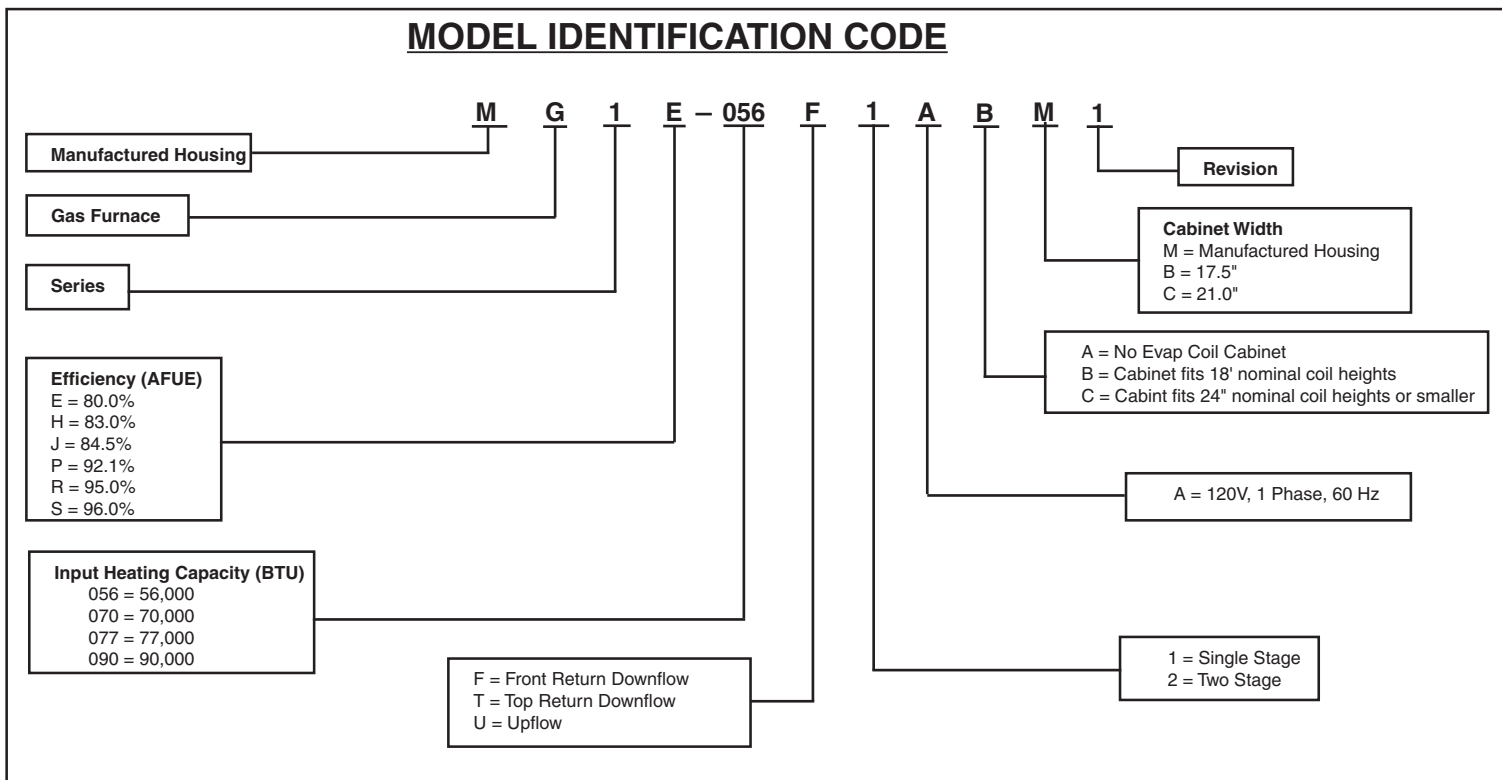 MODEL IDENTIFICATION CODE
M G 1 E – 056 F 1 A B M 1
Manufactured Housing
Gas Furnace
Series
Efficiency (AFUE)
E = 80.0%
H = 83.0%
J = 84.5%
P = 92.1%
R = 95.0%
S = 96.0%
Input Heating Capacity (BTU)
056 = 56,000
070 = 70,000
077 = 77,000
090 = 90,000
F = Front Return Downflow
T = Top Return Downflow
U = Upflow
Revision
Cabinet Width
M = Manufactured Housing
B = 17.5"
C = 21.0"
A = No Evap Coil Cabinet
B = Cabinet fits 18' nominal coil heights
C = Cabint fits 24" nominal coil heights or smaller
A = 120V, 1 Phase, 60 Hz
1 = Single Stage
2 = Two Stage